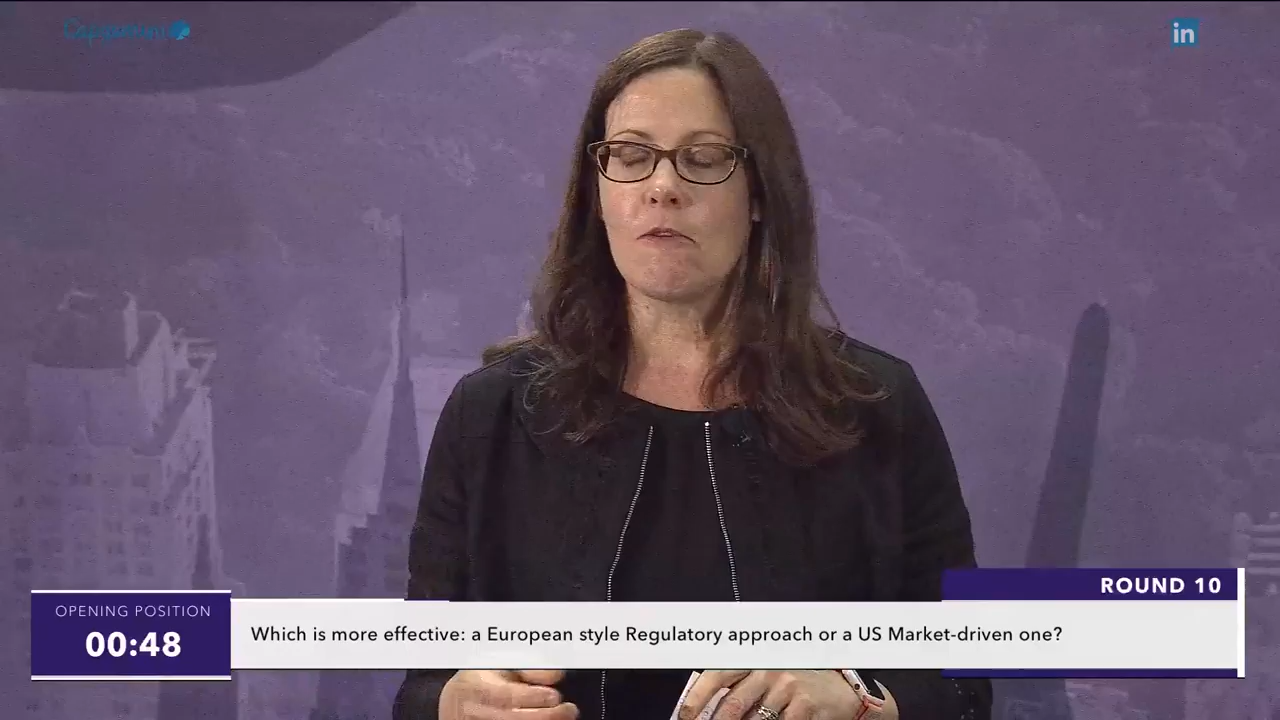 in
ROUND 10
OPENING POSITION
00:48
Which is more effective: a European style Regulatory approach or a US Market-driven one?